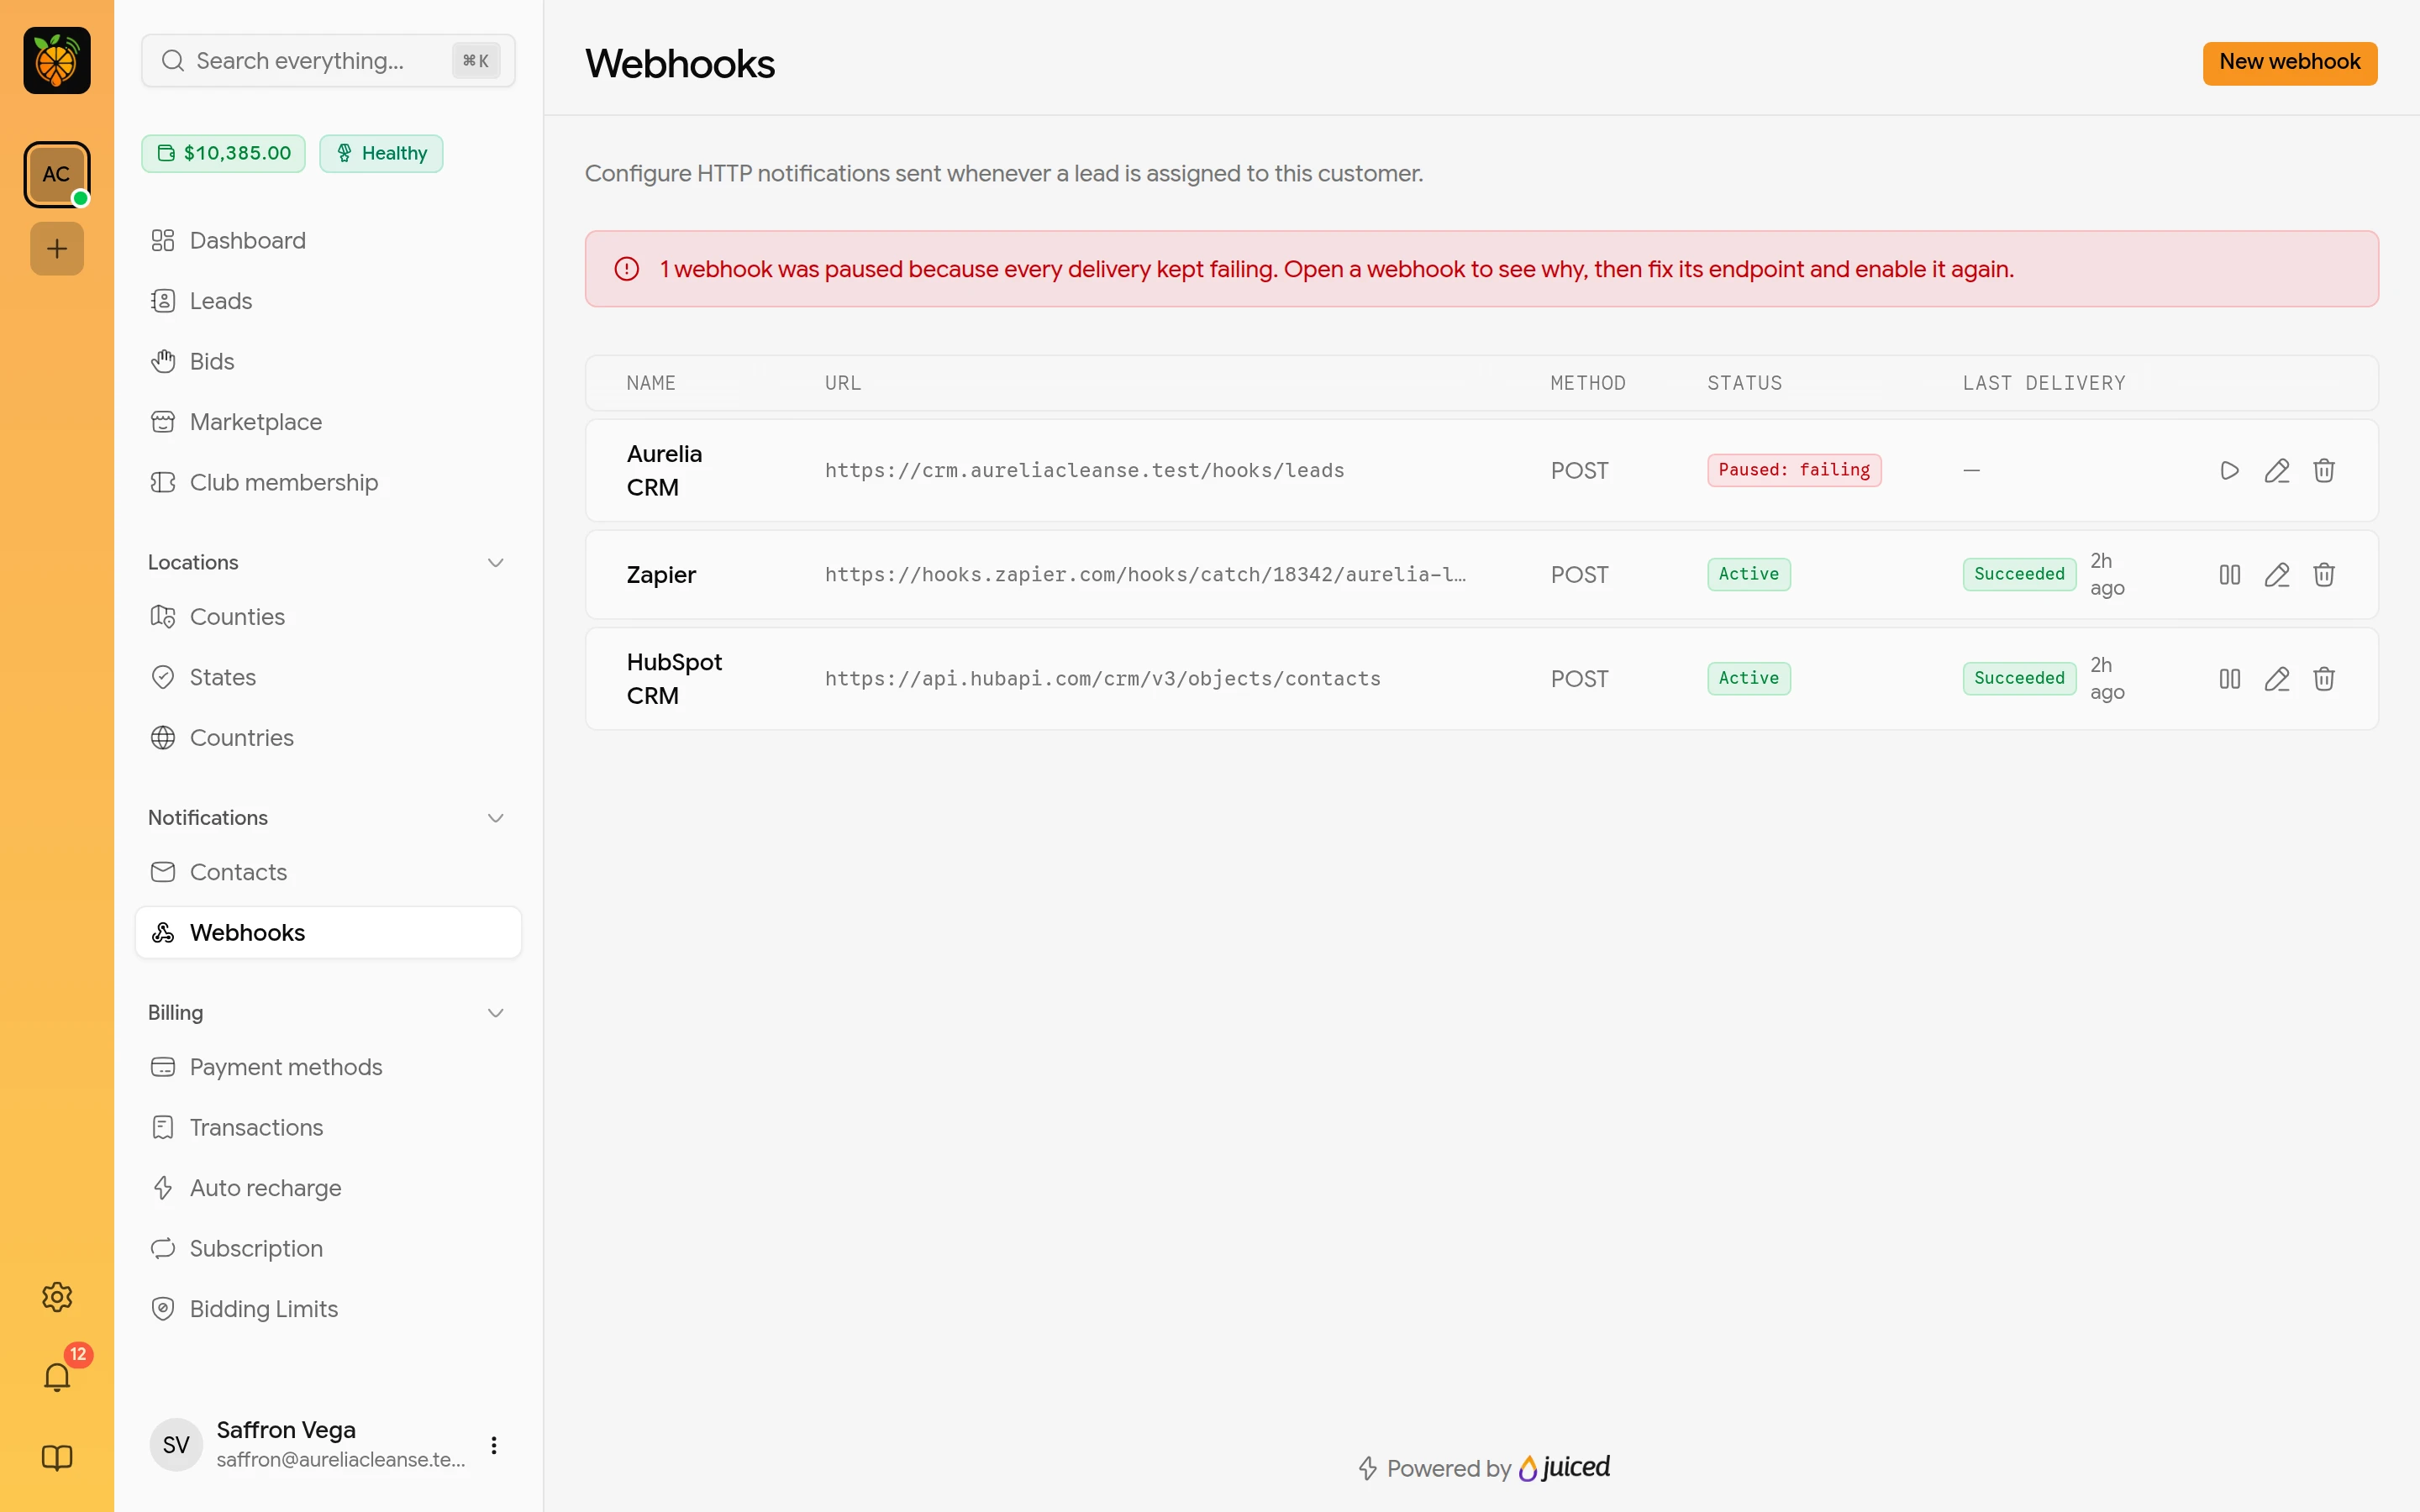 Search everything...
⌘ K
AC
$10,385.00
Healthy
Dashboard
Leads
Bids
Marketplace
Club membership
Locations
Counties
States
Countries
Notifications
Contacts
Webhooks
Billing
Payment methods
Transactions
Auto recharge
Subscription
Bidding Limits
12
SV
Saffron Vega
saffron@aureliacleanse.te...
Webhooks
New webhook
Configure HTTP notifications sent whenever a lead is assigned to this customer.
1 webhook was paused because every delivery kept failing. Open a webhook to see why, then fix its endpoint and enable it again.
NAME URL METHOD STATUS LAST DELIVERY
Aurelia
CRM
https://crm.aureliacleanse.test/hooks/leads
POST
Paused: failing
—
Zapier
https://hooks.zapier.com/hooks/catch/18342/aurelia-l…
POST
Active
Succeeded
2h
ago
HubSpot
CRM
https://api.hubapi.com/crm/v3/objects/contacts
POST
Active
Succeeded
2h
ago
Powered by juiced